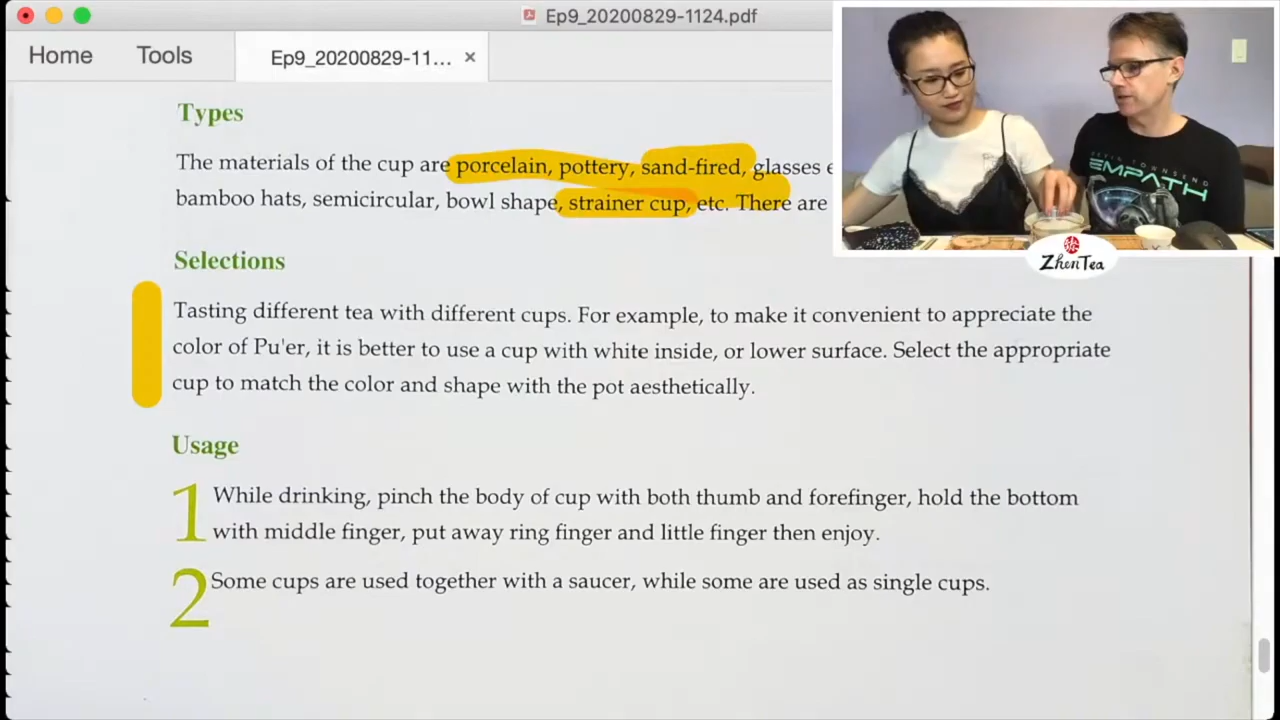 Ep9_20200829-1124.pdf
Home
Tools
Ep9_20200829-11... ×
Types
The materials of the cup are porcelain, pottery, sand-fired, glasses
bamboo hats, semicircular, bowl shape, strainer cup, etc. There are
Selections
Tasting different tea with different cups. For example, to make it convenient to appreciate the
color of Pu'er, it is better to use a cup with white inside, or lower surface. Select the appropriate
cup to match the color and shape with the pot aesthetically.
Usage
1 While drinking, pinch the body of cup with both thumb and forefinger, hold the bottom
with middle finger, put away ring finger and little finger then enjoy.
2 Some cups are used together with a saucer, while some are used as single cups.
DEVIN TOWNSEND
EMPATH
ZhenTea